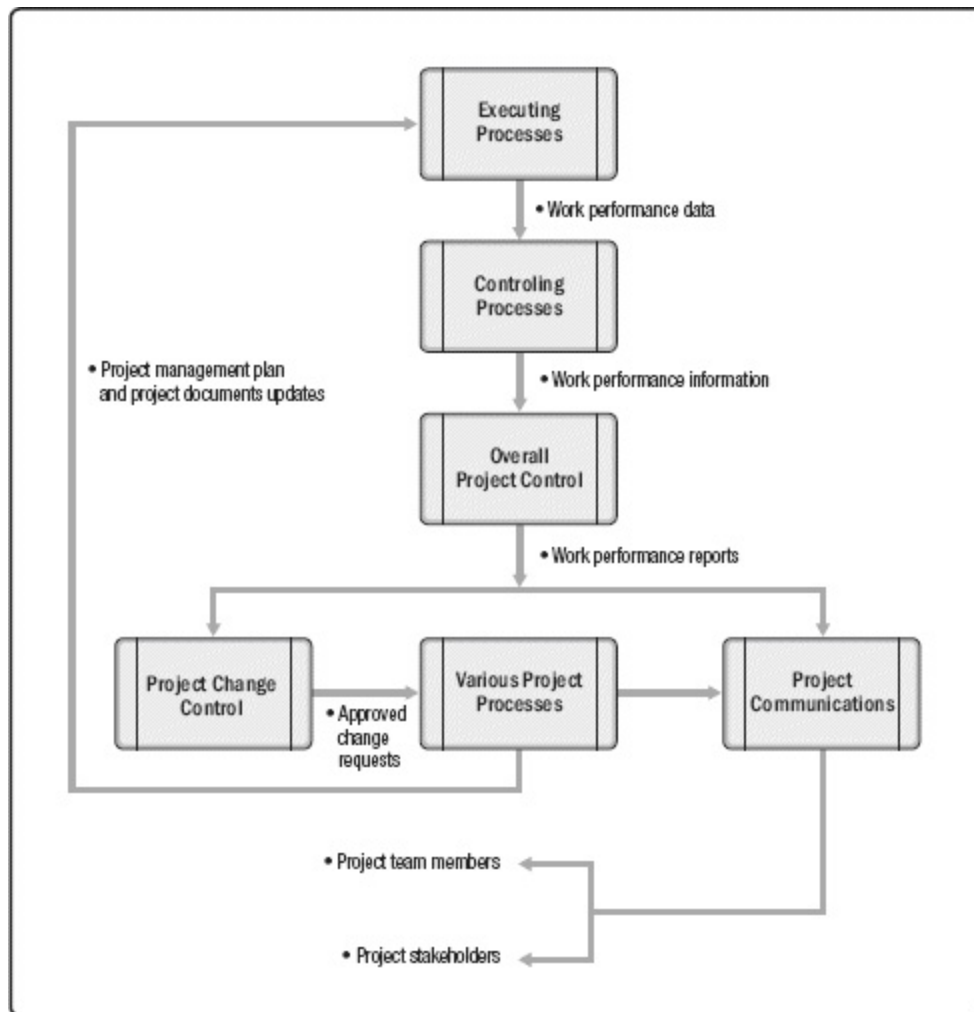 Executing
Processes
• Work performance data
Controling
Processes
• Project management plan
and project documents updates
• Work performance information
Overall
Project Control
• Work performance reports
Project Change
Control
• Approved
change
requests
Various Project
Processes
Project
Communications
• Project team members
• Project stakeholders